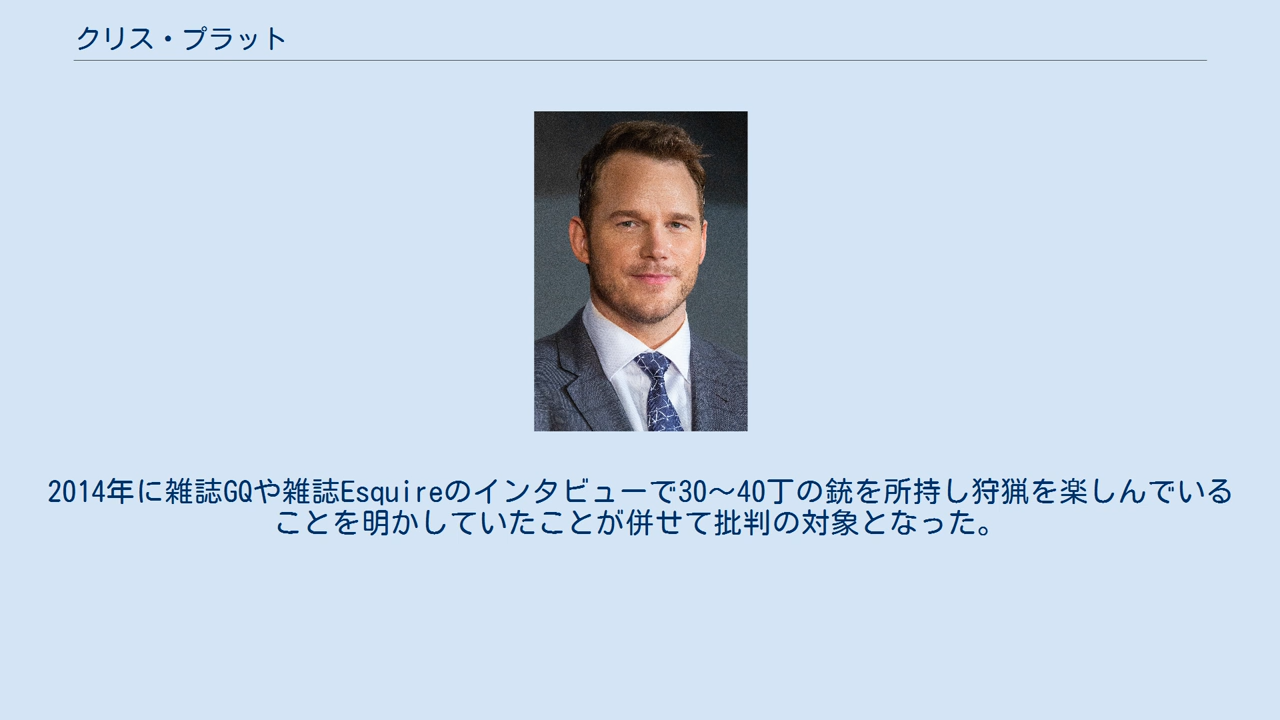 クリス・プラット
2014年に雑誌GQや雑誌Esquireのインタビューで30〜40丁の銃を所持し狩猟を楽しんでいる
ことを明かしていたことが併せて批判の対象となった。